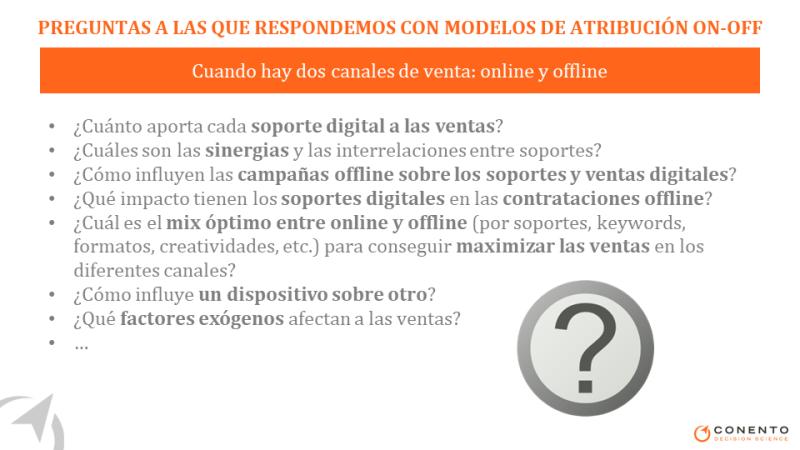 PREGUNTAS A LAS QUE RESPONDEMOS CON MODELOS DE ATRIBUCIÓN ON-OFF
Cuando hay dos canales de venta: online y offline
• ¿Cuánto aporta cada soporte digital a las ventas?
• ¿Cuáles son las sinergias y las interrelaciones entre soportes?
• ¿Cómo influyen las campañas offline sobre los soportes y ventas digitales?
• ¿Qué impacto tienen los soportes digitales en las contrataciones offline?
• ¿Cuál es el mix óptimo entre online y offline (por soportes, keywords,
formatos, creatividades, etc.) para conseguir maximizar las ventas en los
diferentes canales?
• ¿Cómo influye un dispositivo sobre otro?
• ¿Qué factores exógenos afectan a las ventas?
• ...
?
CONENTO
DECISION SCIENCE